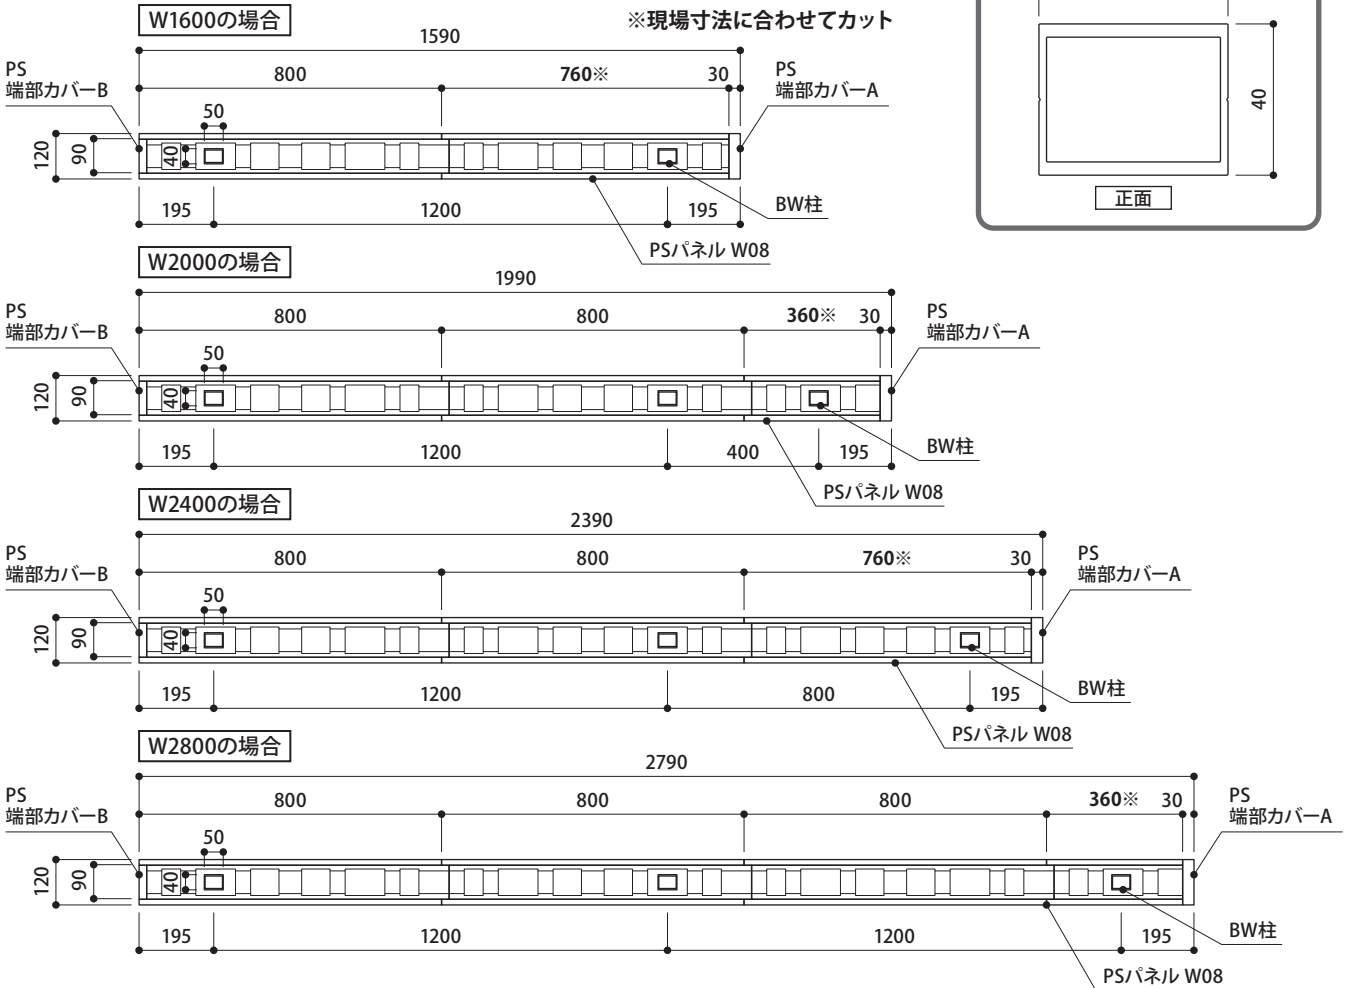 W1600の場合
※現場寸法に合わせてカット
1590
PS
端部カバーB
800
760※
30
PS
端部カバーA
50
120
90
40
195
1200
195
BW柱
PSパネル W08
40
正面
W2000の場合
1990
PS
端部カバーB
800
800
360※
30
PS
端部カバーA
50
120
90
40
195
1200
400
195
BW柱
PSパネル W08
W2400の場合
2390
PS
端部カバーB
800
800
760※
30
PS
端部カバーA
50
120
90
40
195
1200
800
195
BW柱
PSパネル W08
W2800の場合
2790
PS
端部カバーB
800
800
800
360※
30
PS
端部カバーA
50
120
90
40
195
1200
1200
195
BW柱
PSパネル W08